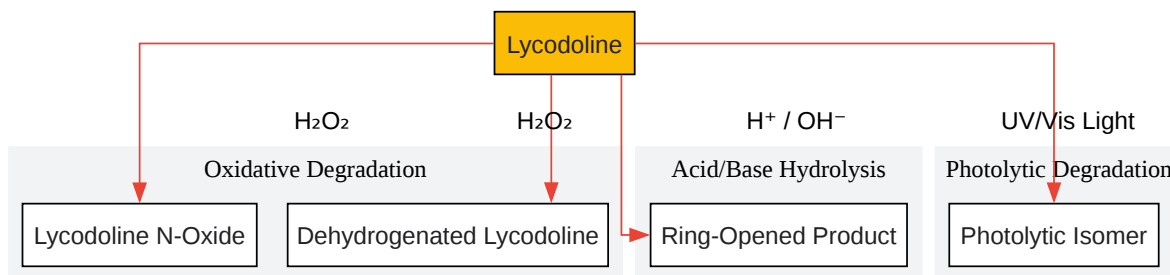 Lycodoline
H₂O₂
H₂O₂
H⁺ / OH⁻
UV/Vis Light
Oxidative Degradation
Acid/Base Hydrolysis
Photolytic Degradation
Lycodoline N-Oxide
Dehydrogenated Lycodoline
Ring-Opened Product
Photolytic Isomer